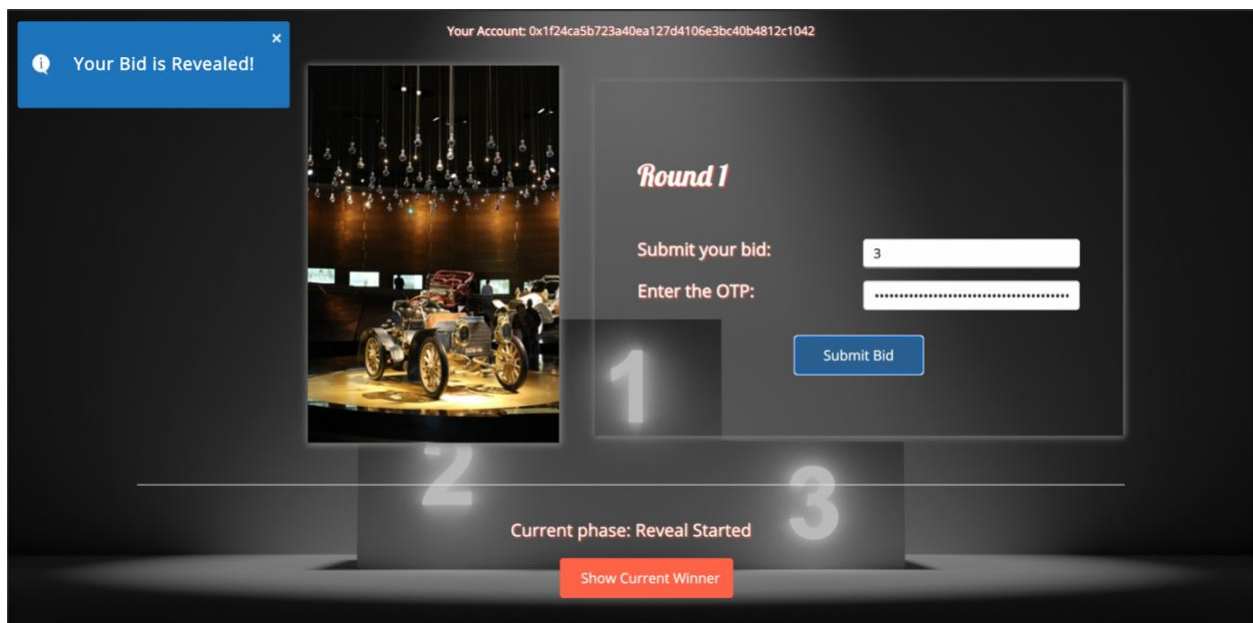 Your Account: 0x1f24ca5b723a40ea127d4106e3bc40b4812c1042
×
i Your Bid is Revealed!
Round 1
Submit your bid: 3
Enter the OTP:
Submit Bid
1
2
3
Current phase: Reveal Started
Show Current Winner